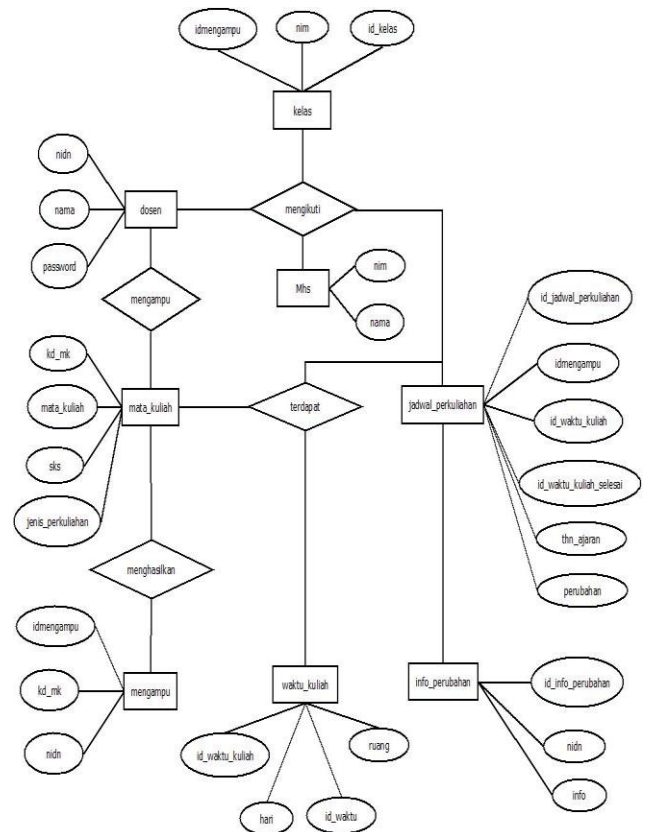 idmengampu
nim
id_kelas
kelas
nidn
dosen
mengikuti
nama
password
Mhs
nim
nama
mengampu
id_jadwal_perkuliahan
kd_mk
idmengampu
mata_kuliah
mata_kuliah
terdapat
jadwal_perkuliahan
id_waktu_kuliah
sks
id_waktu_kuliah_selesai
jenis_perkuliahan
thn_ajaran
menghasilkan
perubahan
idmengampu
kd_mk
mengampu
waktu_kuliah
info_perubahan
id_info_perubahan
nidn
id_waktu_kuliah
ruang
nidn
hari
id_waktu
info